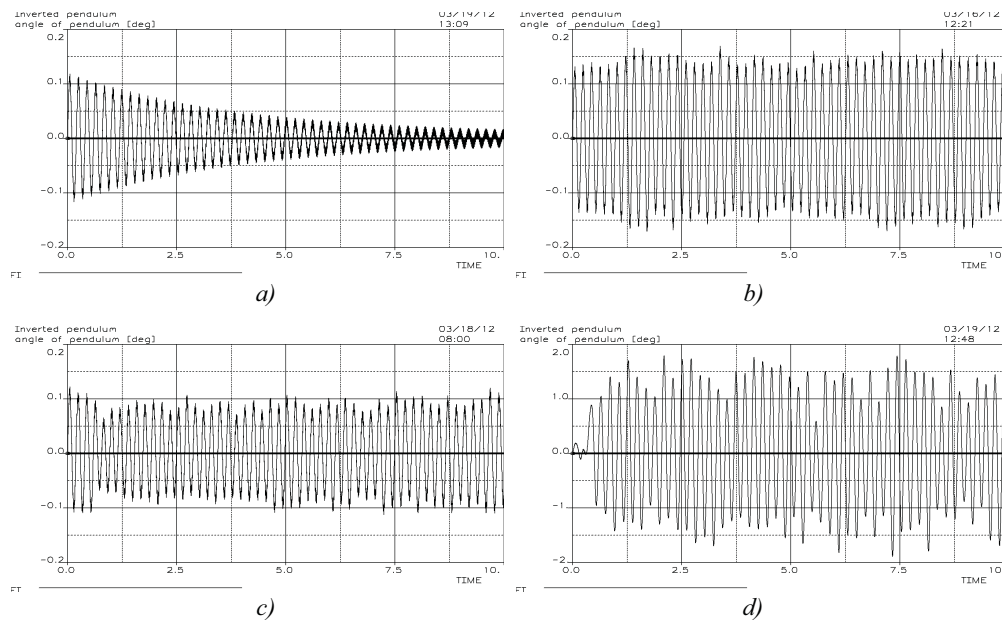 Inverted pendulum 03/19/12
angle of pendulum [deg] 13:09
0.2
0.1
0.0
-0.1
-0.2
0.0 2.5 5.0 7.5 10.
TIME
FI
a)
Inverted pendulum 03/16/12
angle of pendulum [deg] 12:21
0.2
0.1
0.0
-0.1
-0.2
0.0 2.5 5.0 7.5 10.
TIME
FI
b)
Inverted pendulum 03/18/12
angle of pendulum [deg] 08:00
0.2
0.1
0.0
-0.1
-0.2
0.0 2.5 5.0 7.5 10.
TIME
FI
c)
Inverted pendulum 03/19/12
angle of pendulum [deg] 12:48
2.0
1.0
0.0
-1
-2
0.0 2.5 5.0 7.5 10.
TIME
FI
d)